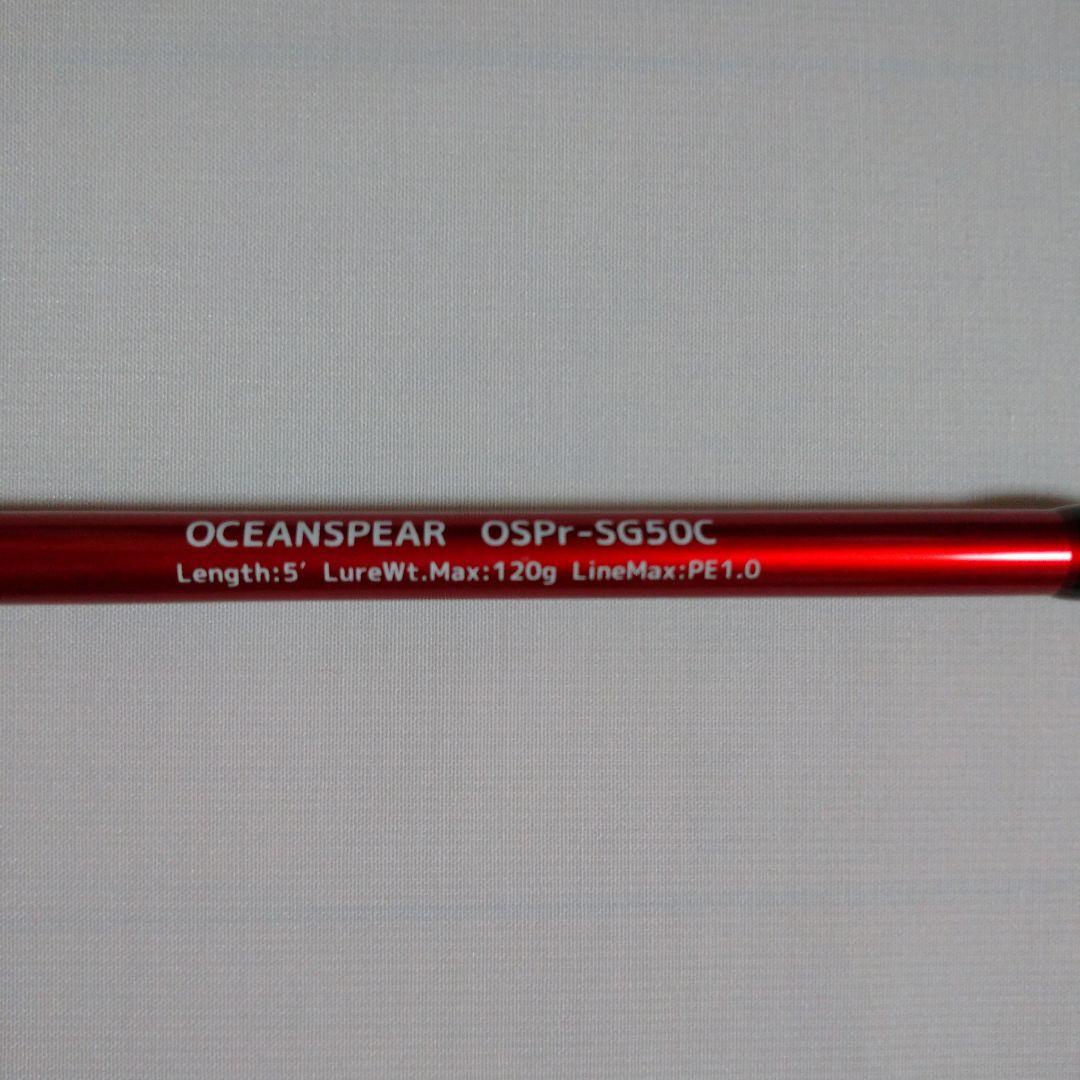 OCEANSPEAR OSPr-SG50C
Length:5' LureWt.Max:120g LineMax:PE1.0